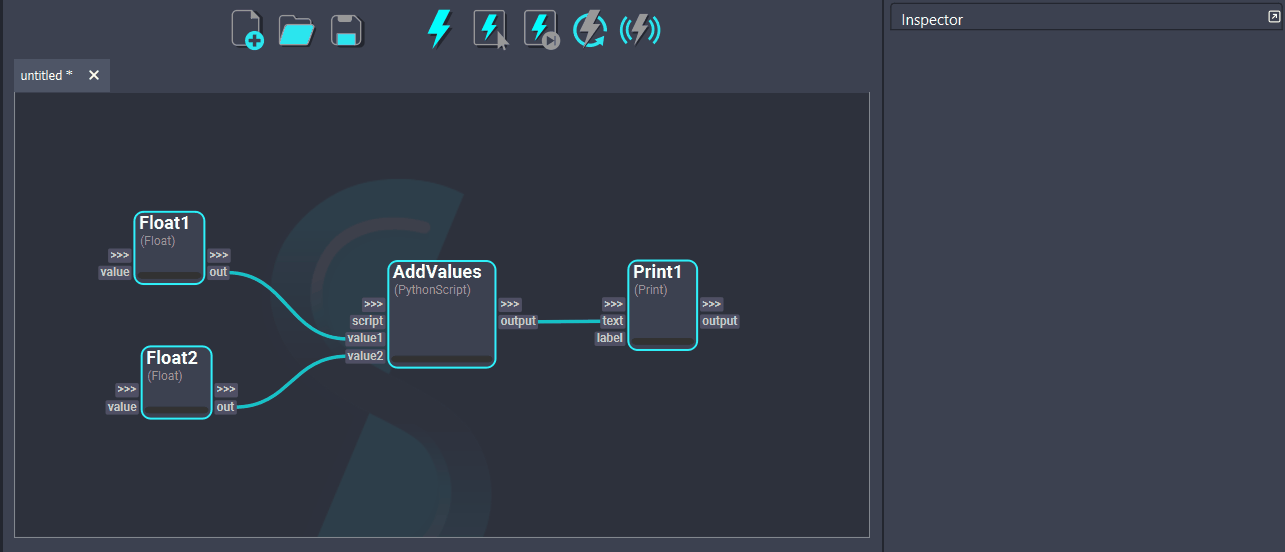 Inspector
untitled *
Float1
(Float)
>>> >>>
value out
AddValues
(PythonScript)
>>> >>>
script output
value1
value2
Print1
(Print)
>>> >>>
text output
label
Float2
(Float)
>>> >>>
value out